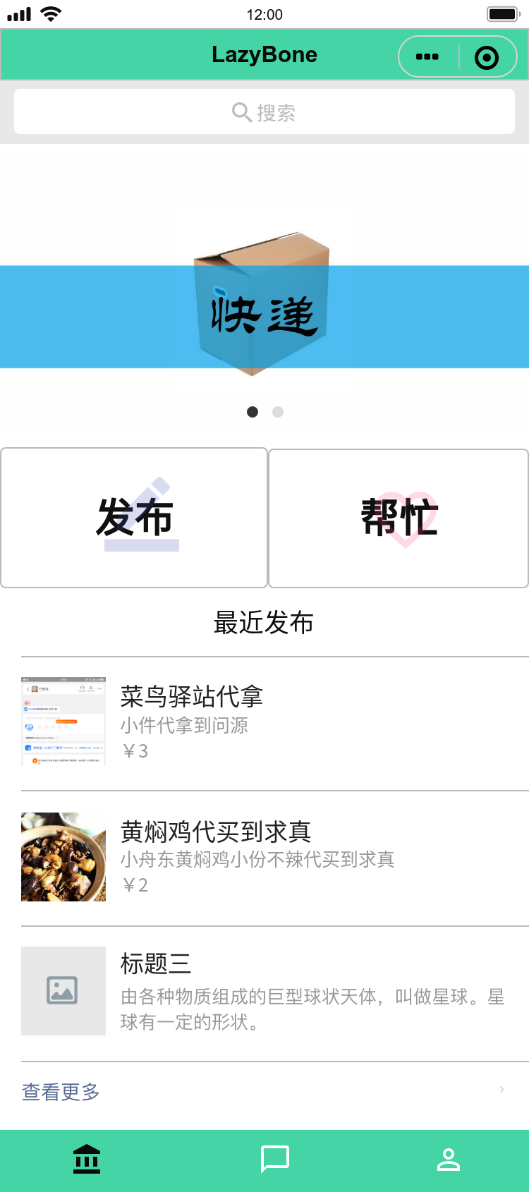 12:00
LazyBone
搜索
快递
发布
帮忙
最近发布
菜鸟驿站代拿
小件代拿到问源
￥3
黄焖鸡代买到求真
小舟东黄焖鸡小份不辣代买到求真
￥2
标题三
由各种物质组成的巨型球状天体，叫做星球。星
球有一定的形状。
查看更多